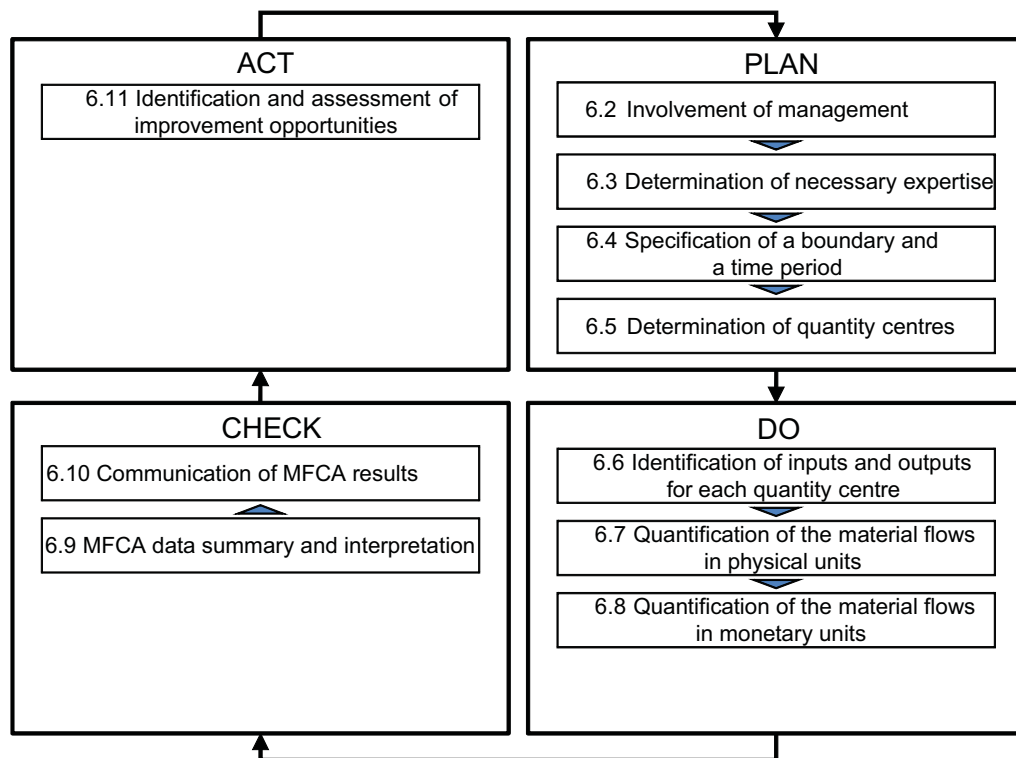 ACT
6.11 Identification and assessment of
improvement opportunities
PLAN
6.2 Involvement of management
6.3 Determination of necessary expertise
6.4 Specification of a boundary and
a time period
6.5 Determination of quantity centres
DO
6.6 Identification of inputs and outputs
for each quantity centre
6.7 Quantification of the material flows
in physical units
6.8 Quantification of the material flows
in monetary units
CHECK
6.10 Communication of MFCA results
6.9 MFCA data summary and interpretation